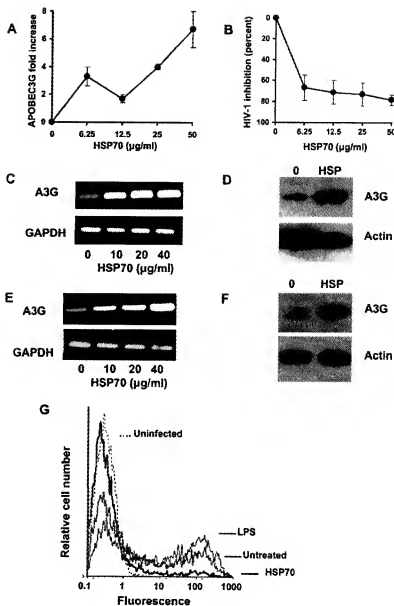 A
APOBEC3G fold increase
8
6
4
2
0
0 6.25 12.5 25 50
HSP70 (µg/ml)
B
HIV-1 inhibition (percent)
0
20
40
60
80
100
0 6.25 12.5 25 50
HSP70 (µg/ml)
C
A3G
GAPDH
0 10 20 40
HSP70 (µg/ml)
D
0 HSP
A3G
Actin
E
A3G
GAPDH
0 10 20 40
HSP70 (µg/ml)
F
0 HSP
A3G
Actin
G
Relative cell number
Uninfected
LPS
Untreated
HSP70
0.1 1 10 100 1000
Fluorescence